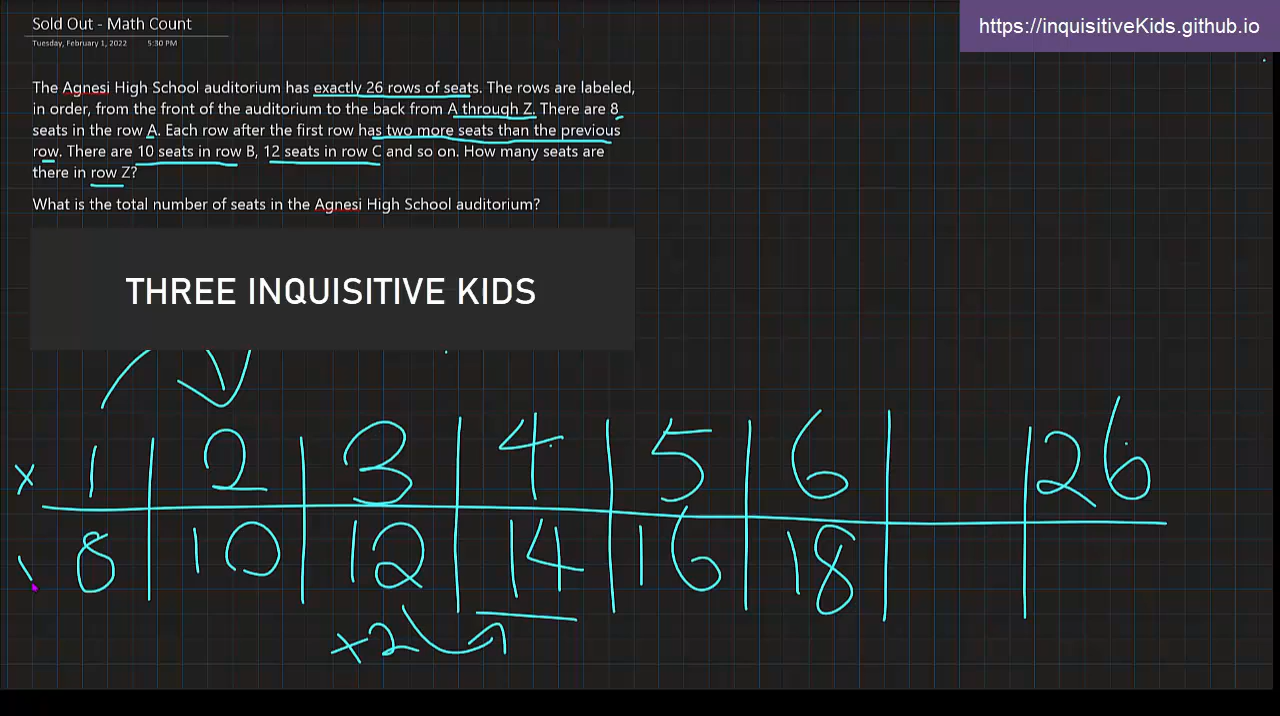 Sold Out - Math Count
https://inquisitiveKids.github.io
Tuesday, February 1, 2022 5:30 PM
The Agnesi High School auditorium has exactly 26 rows of seats. The rows are labeled,
in order, from the front of the auditorium to the back from A through Z. There are 8
seats in the row A. Each row after the first row has two more seats than the previous
row. There are 10 seats in row B, 12 seats in row C and so on. How many seats are
there in row Z?
What is the total number of seats in the Agnesi High School auditorium?
THREE INQUISITIVE KIDS
x 1 2 3 4 5 6 26
8 10 12 14 16 18
+2